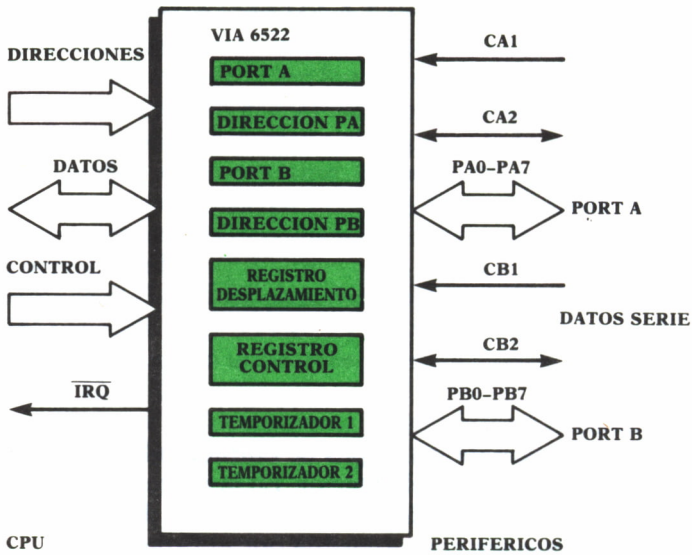 VIA 6522
DIRECCIONES
DATOS
CONTROL
IRQ
CPU
PORT A
DIRECCION PA
PORT B
DIRECCION PB
REGISTRO
DESPLAZAMIENTO
REGISTRO
CONTROL
TEMPORIZADOR 1
TEMPORIZADOR 2
CA1
CA2
PA0-PA7
PORT A
CB1
DATOS SERIE
CB2
PB0-PB7
PORT B
PERIFERICOS